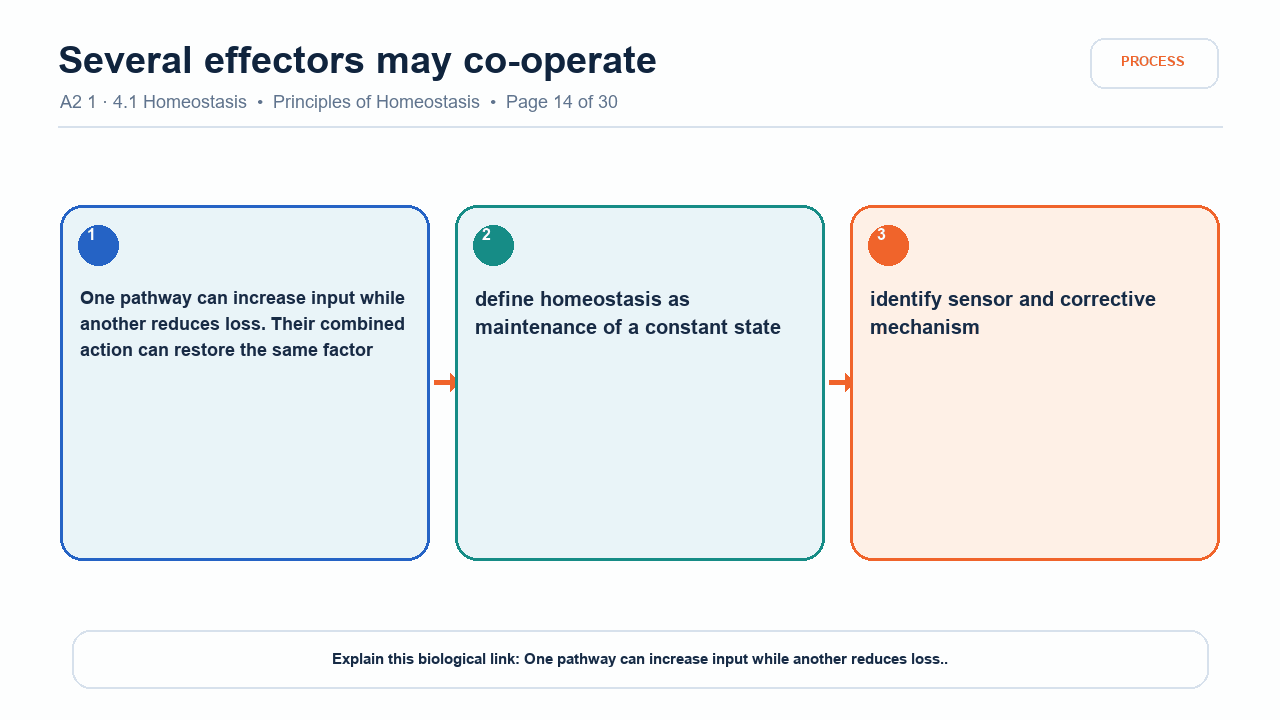 Several effectors may co-operate
PROCESS
A2 1 · 4.1 Homeostasis • Principles of Homeostasis • Page 14 of 30
1
One pathway can increase input while
another reduces loss. Their combined
action can restore the same factor
2
define homeostasis as
maintenance of a constant state
3
identify sensor and corrective
mechanism
Explain this biological link: One pathway can increase input while another reduces loss..